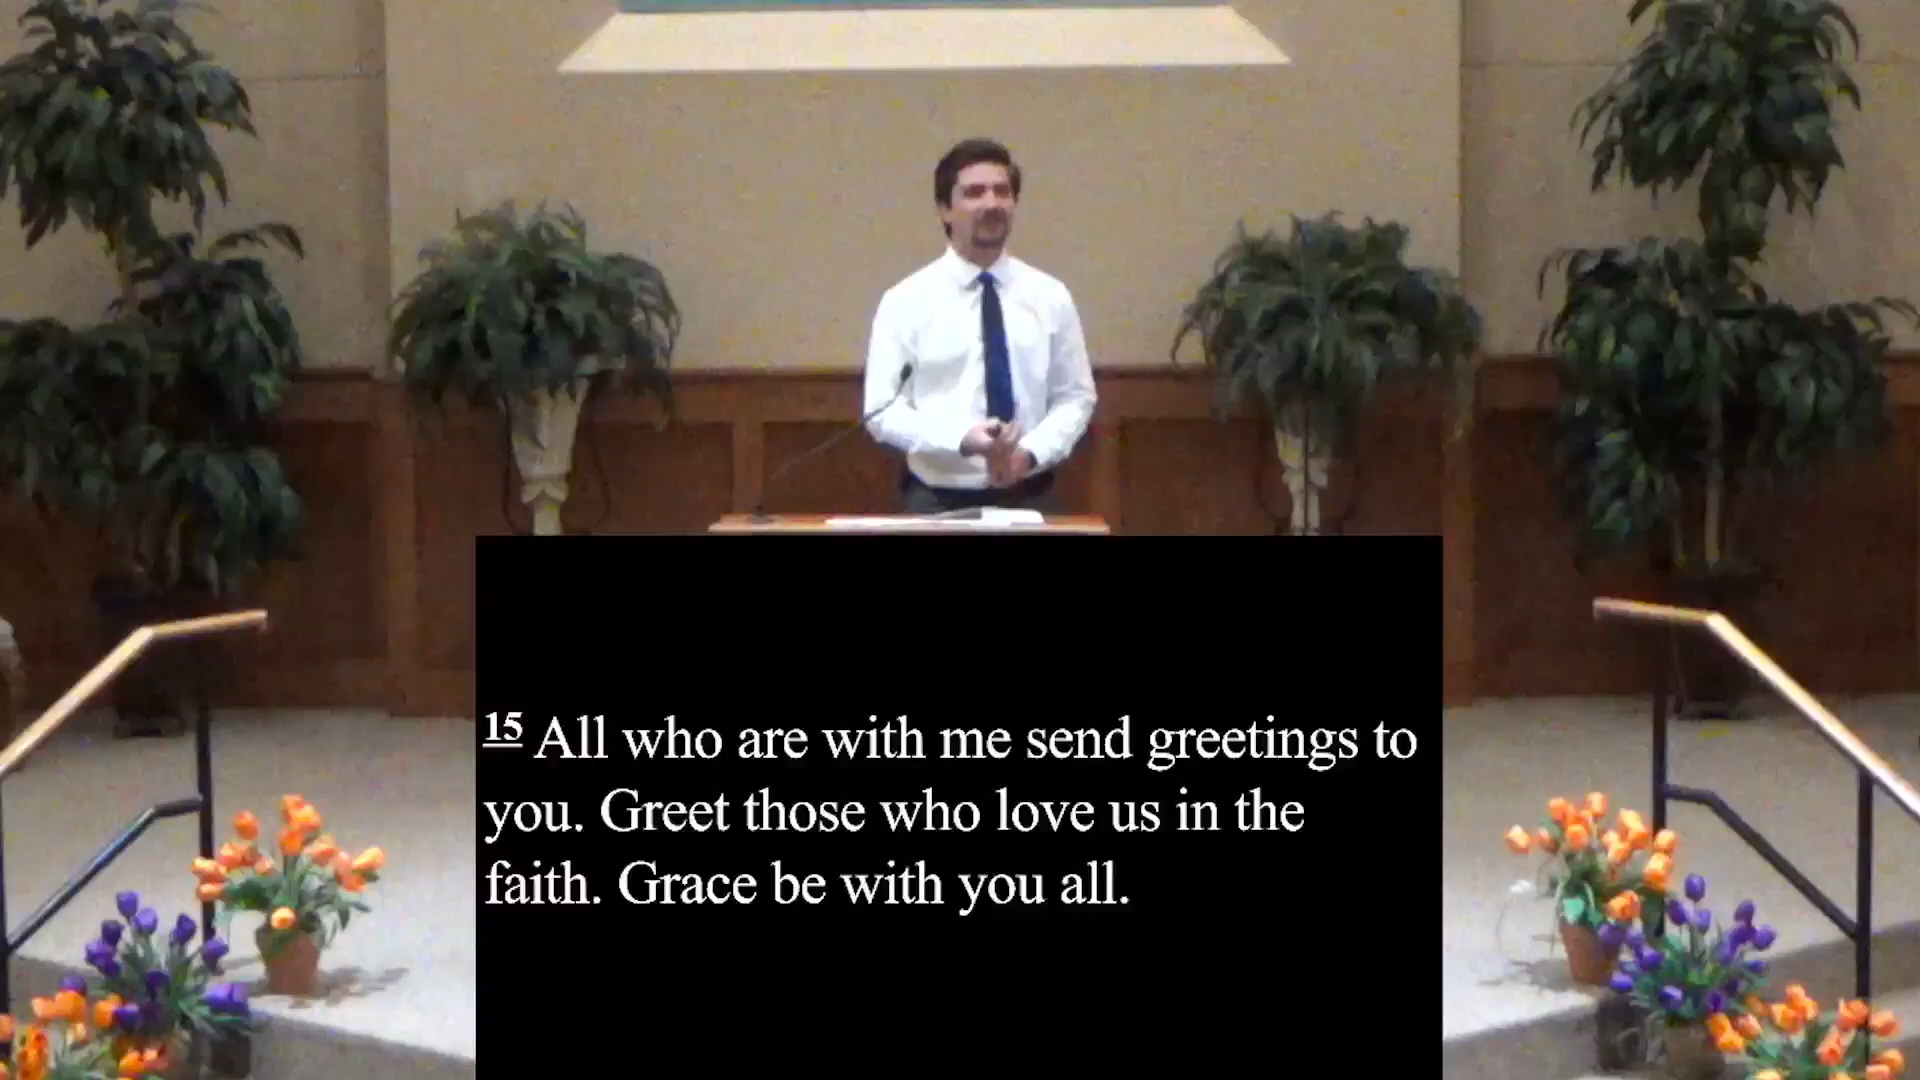 15 All who are with me send greetings to
you. Greet those who love us in the
faith. Grace be with you all.